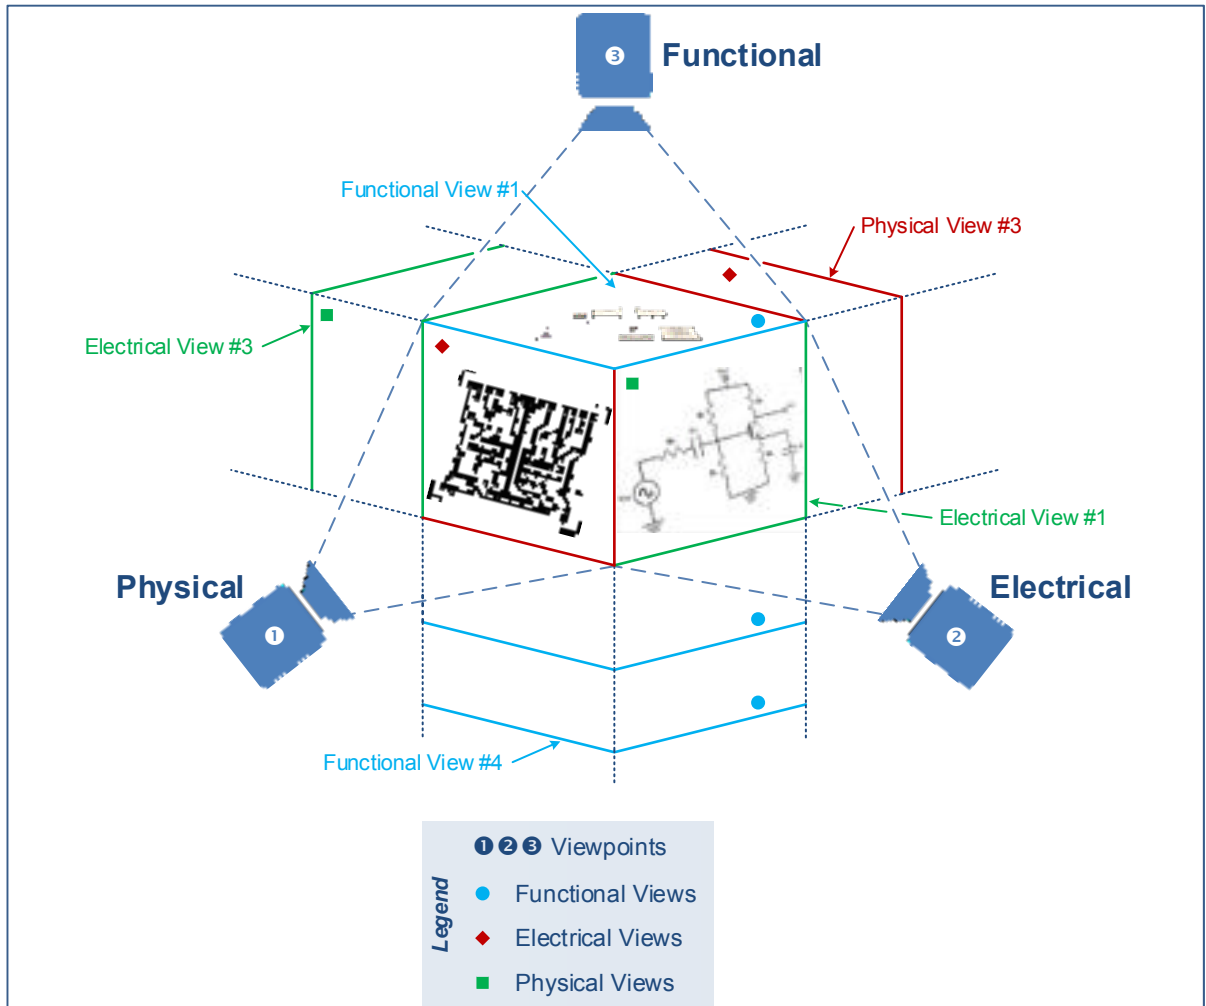 ❸ Functional
Functional View #1
Physical View #3
Electrical View #3
Electrical View #1
Physical
❶
Electrical
❷
Functional View #4
❶❷❸ Viewpoints
Legend
Functional Views
Electrical Views
Physical Views